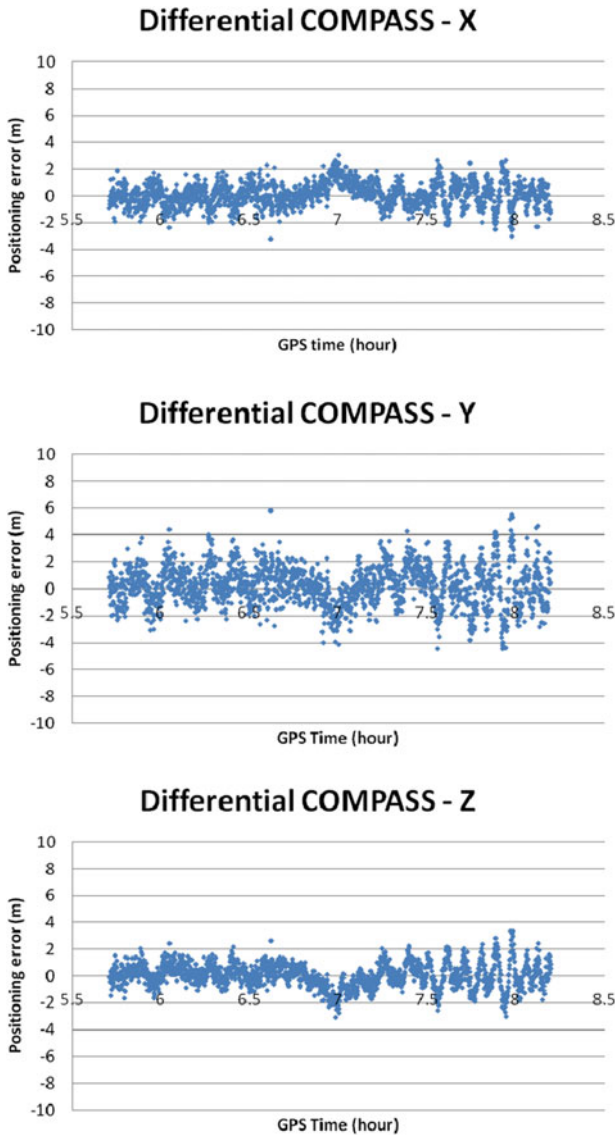 Differential COMPASS - X
Positioning error (m)
10
8
6
4
2
0
-2
-4
-6
-8
-10
5.5 6 6.5 7 7.5 8 8.5
GPS time (hour)
Differential COMPASS - Y
Positioning error (m)
10
8
6
4
2
0
-2
-4
-6
-8
-10
5.5 6 6.5 7 7.5 8 8.5
GPS Time (hour)
Differential COMPASS - Z
Positioning error (m)
10
8
6
4
2
0
-2
-4
-6
-8
-10
5.5 6 6.5 7 7.5 8 8.5
GPS Time (hour)